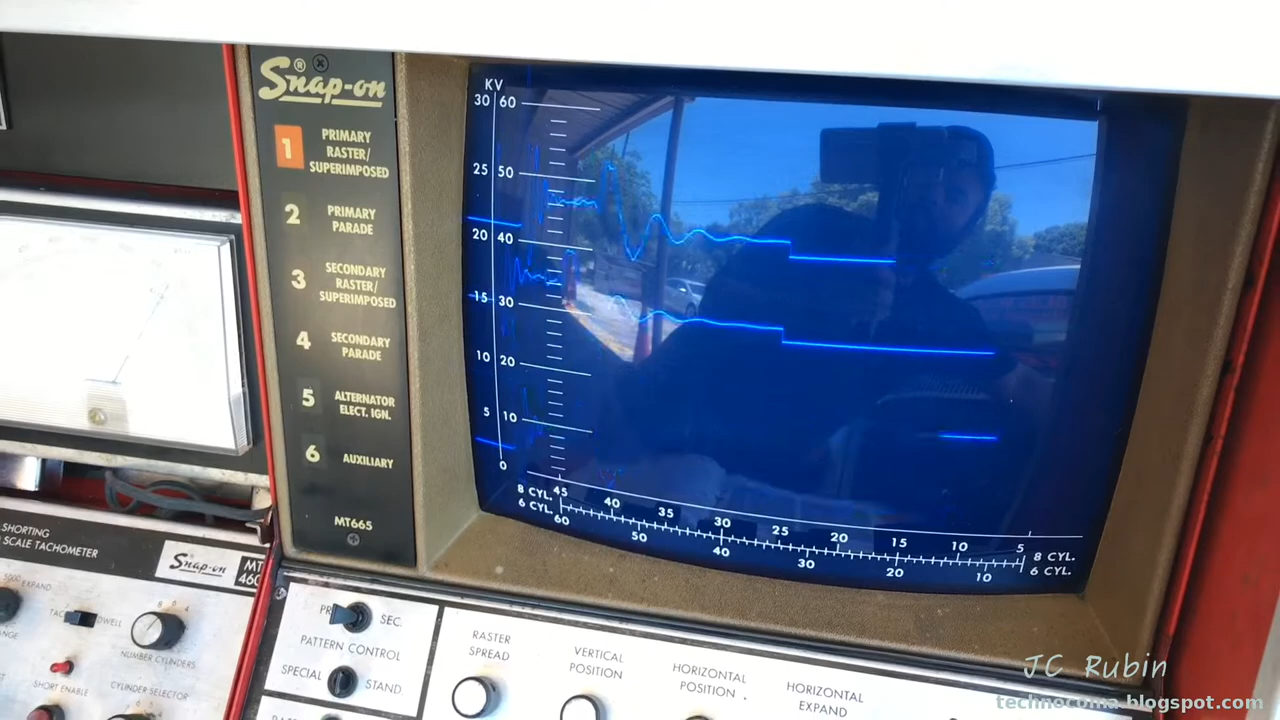 Snap-on®
1 PRIMARY
RASTER/
SUPERIMPOSED
2 PRIMARY
PARADE
3 SECONDARY
RASTER/
SUPERIMPOSED
4 SECONDARY
PARADE
5 ALTERNATOR
ELECT. IGN.
6 AUXILIARY
MT665
KV
30 60
25 50
20 40
15 30
10 20
5 10
0
8 CYL. 45 40 35 30 25 20 15 10 5 8 CYL.
6 CYL. 60 50 40 30 20 10 6 CYL.
SHORTING
SCALE TACHOMETER
Snap-on MT
460
EXPAND
DWELL
NUMBER CYLINDERS
SHORT ENABLE
CYLINDER SELECTOR
SEC.
PATTERN CONTROL
SPECIAL STAND.
RASTER
SPREAD
VERTICAL
POSITION
HORIZONTAL
POSITION
HORIZONTAL
EXPAND
JC Rubin
technocoma.blogspot.com